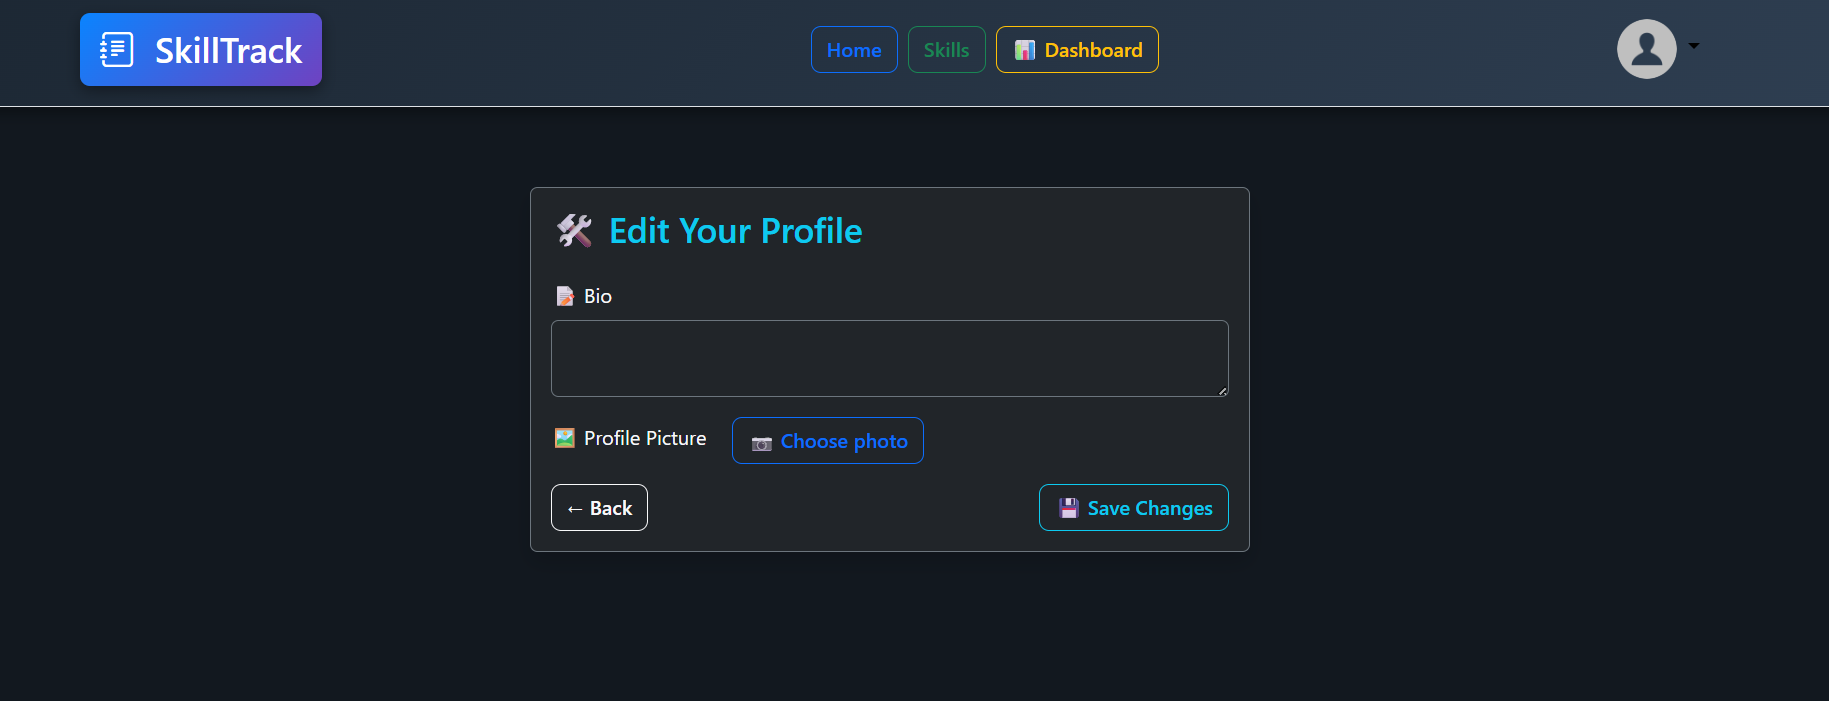 SkillTrack
Home Skills Dashboard
Edit Your Profile
Bio
Profile Picture Choose photo
← Back Save Changes